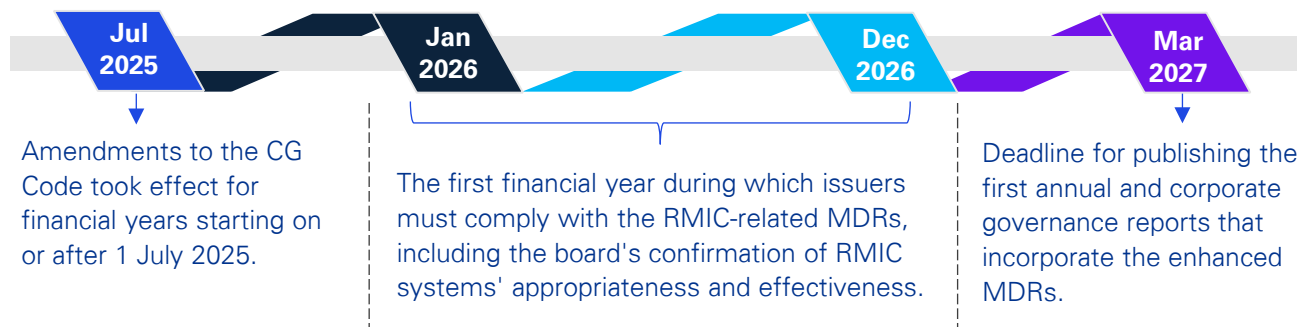 Jul
2025
Jan
2026
Dec
2026
Mar
2027
Amendments to the CG
Code took effect for
financial years starting on
or after 1 July 2025.
The first financial year during which issuers
must comply with the RMIC-related MDRs,
including the board's confirmation of RMIC
systems' appropriateness and effectiveness.
Deadline for publishing the
first annual and corporate
governance reports that
incorporate the enhanced
MDRs.